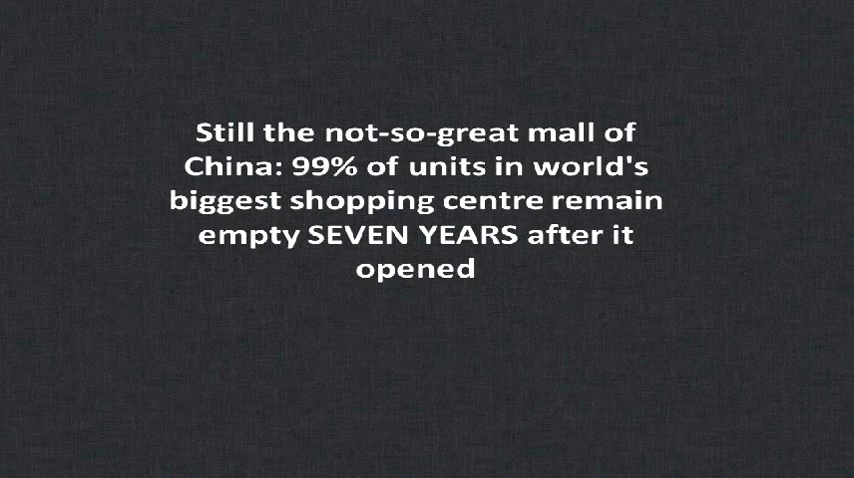 Still the not-so-great mall of
China: 99% of units in world's
biggest shopping centre remain
empty SEVEN YEARS after it
opened